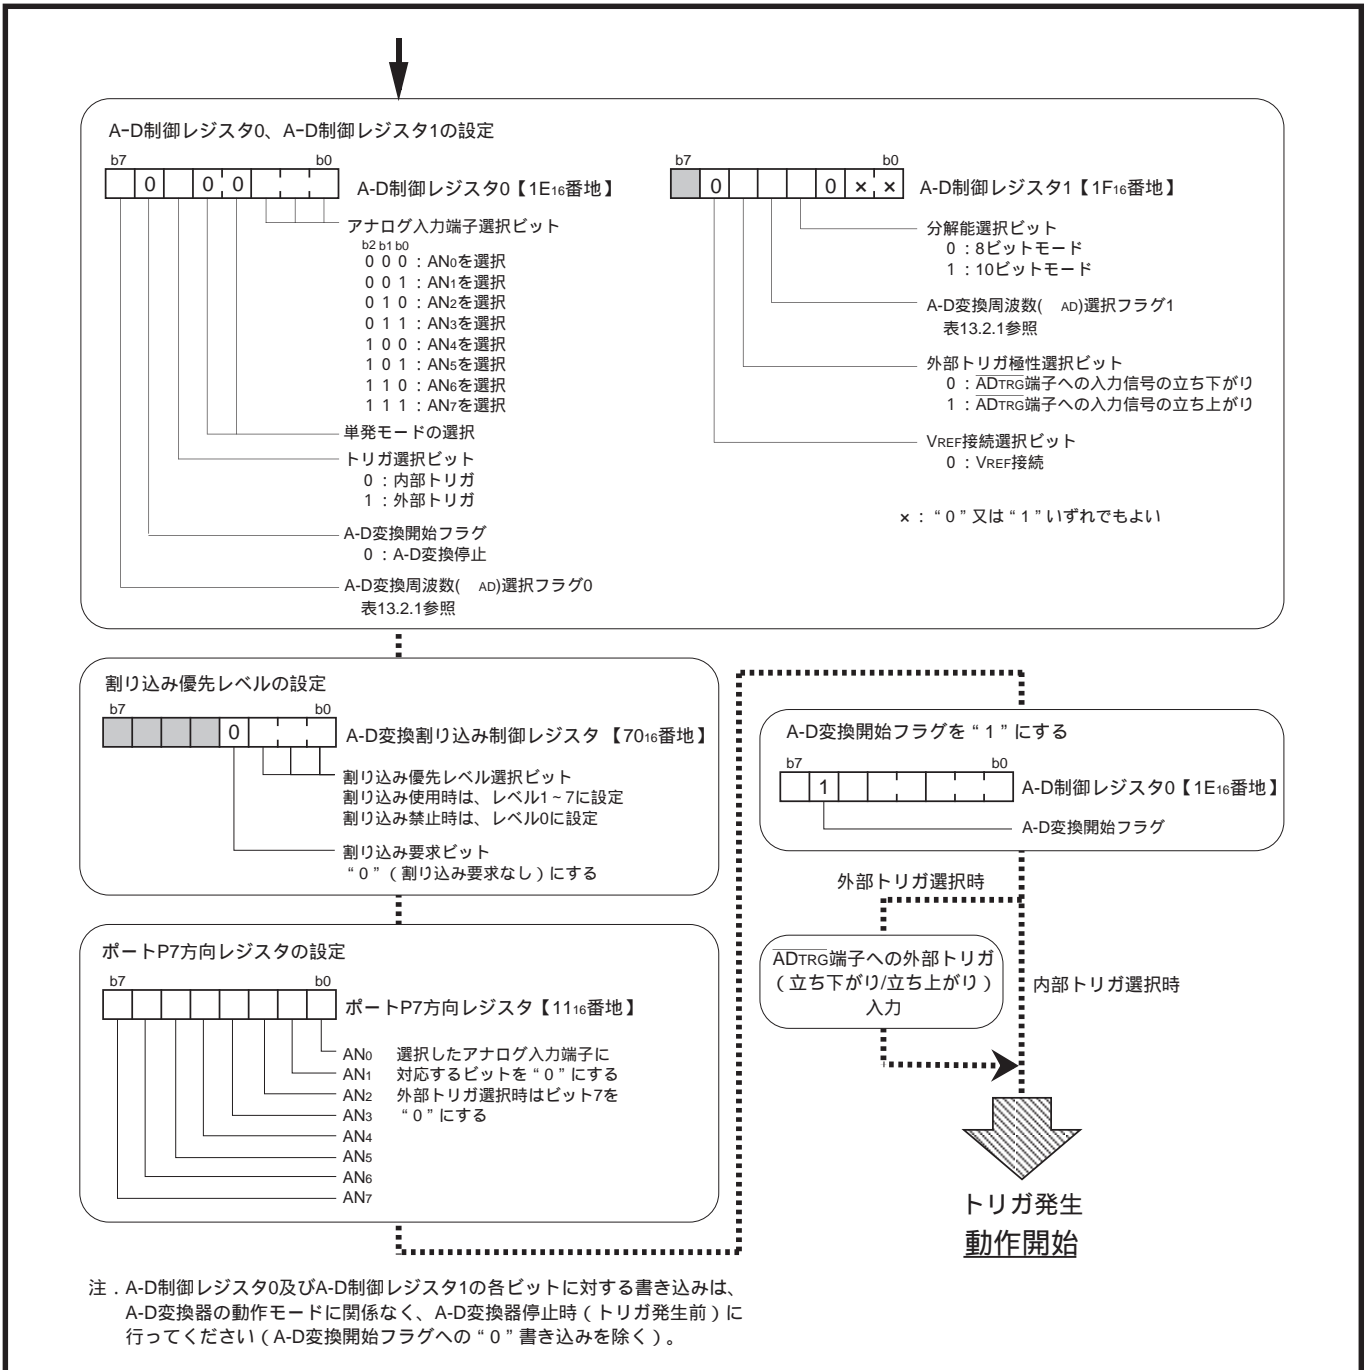 A-D制御レジスタ0、A-D制御レジスタ1の設定
b7 b0
0 0 0
A-D制御レジスタ0【1E16番地】
アナログ入力端子選択ビット
b2 b1 b0
0 0 0：AN0を選択
0 0 1：AN1を選択
0 1 0：AN2を選択
0 1 1：AN3を選択
1 0 0：AN4を選択
1 0 1：AN5を選択
1 1 0：AN6を選択
1 1 1：AN7を選択
単発モードの選択
トリガ選択ビット
0：内部トリガ
1：外部トリガ
A-D変換開始フラグ
0：A-D変換停止
A-D変換周波数( AD)選択フラグ0
表13.2.1参照
b7 b0
0 0 × ×
A-D制御レジスタ1【1F16番地】
分解能選択ビット
0：8ビットモード
1：10ビットモード
A-D変換周波数( AD)選択フラグ1
表13.2.1参照
外部トリガ極性選択ビット
0：ADTRG端子への入力信号の立ち下がり
1：ADTRG端子への入力信号の立ち上がり
VREF接続選択ビット
0：VREF接続
×：“0”又は“1”いずれでもよい
割り込み優先レベルの設定
b7 b0
0
A-D変換割り込み制御レジスタ【7016番地】
割り込み優先レベル選択ビット
割り込み使用時は、レベル1～7に設定
割り込み禁止時は、レベル0に設定
割り込み要求ビット
“0”（割り込み要求なし）にする
ポートP7方向レジスタの設定
b7 b0
ポートP7方向レジスタ【1116番地】
AN0 選択したアナログ入力端子に
AN1 対応するビットを“0”にする
AN2 外部トリガ選択時はビット7を
AN3 “0”にする
AN4
AN5
AN6
AN7
A-D変換開始フラグを“1”にする
b7 b0
1
A-D制御レジスタ0【1E16番地】
A-D変換開始フラグ
外部トリガ選択時
ADTRG端子への外部トリガ
（立ち下がり/立ち上がり）
入力
内部トリガ選択時
トリガ発生
動作開始
注．A-D制御レジスタ0及びA-D制御レジスタ1の各ビットに対する書き込みは、
A-D変換器の動作モードに関係なく、A-D変換器停止時（トリガ発生前）に
行ってください（A-D変換開始フラグへの“0”書き込みを除く）。